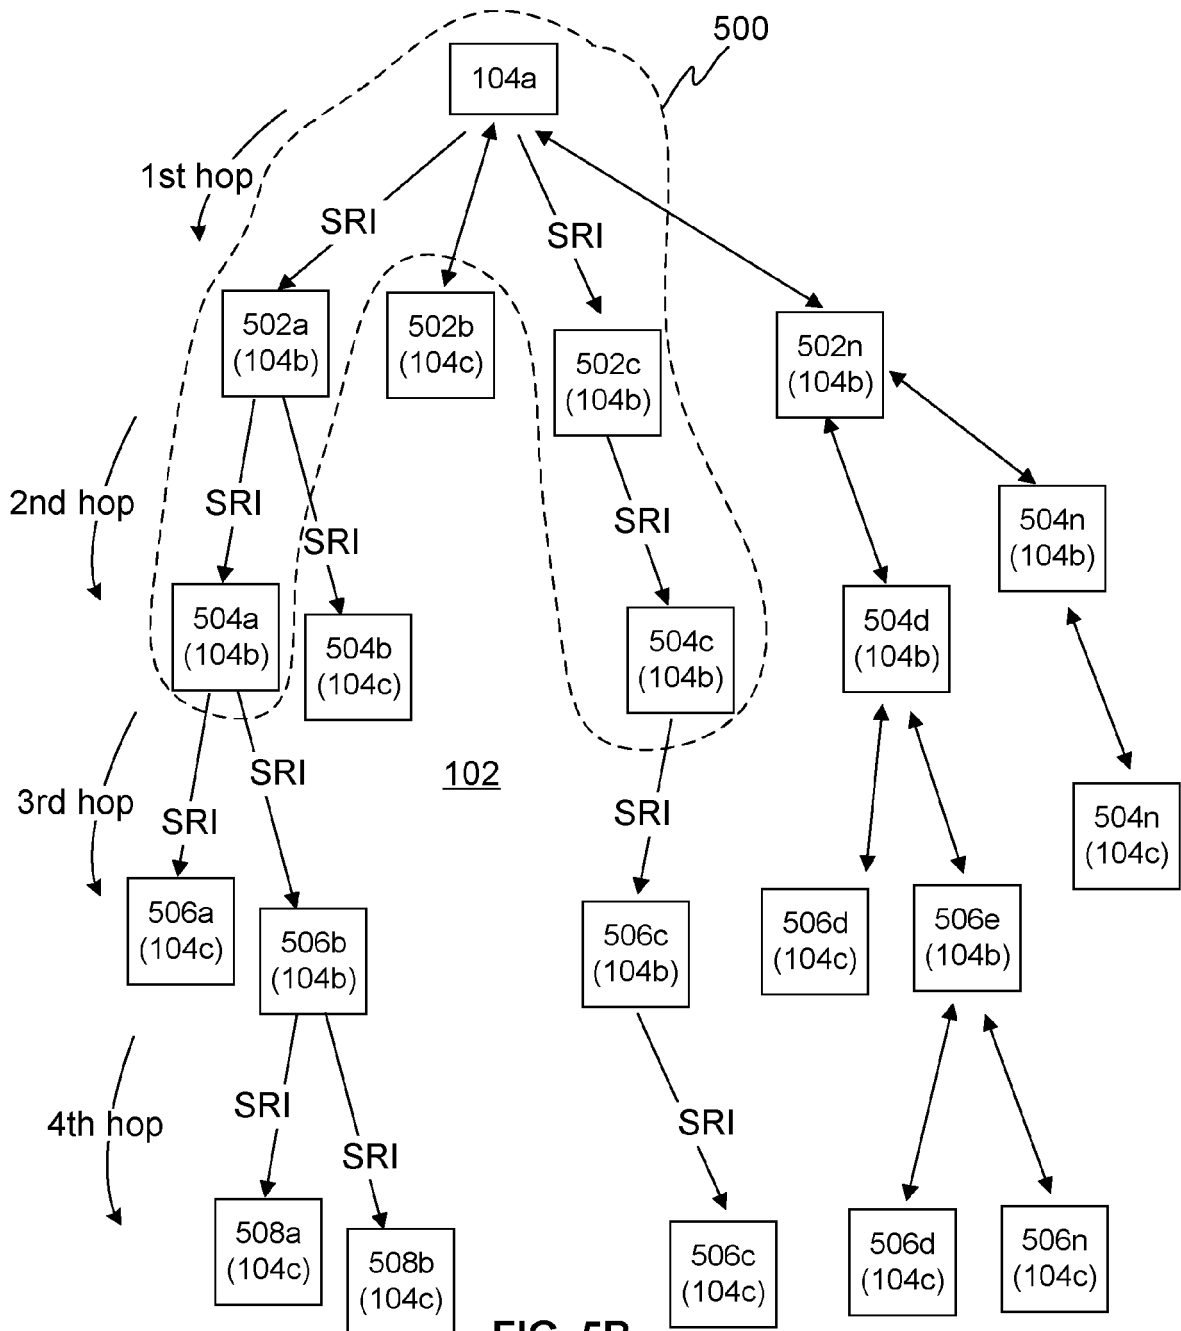 500
104a
1st hop
SRI
SRI
502a
(104b)
502b
(104c)
502c
(104b)
502n
(104b)
2nd hop
SRI
SRI
SRI
504n
(104b)
504a
(104b)
504b
(104c)
504c
(104b)
504d
(104b)
3rd hop
SRI
SRI
102
SRI
504n
(104c)
506a
(104c)
506b
(104b)
506c
(104b)
506d
(104c)
506e
(104b)
4th hop
SRI
SRI
SRI
508a
(104c)
508b
(104c)
506c
(104c)
506d
(104c)
506n
(104c)
FIG. 5B